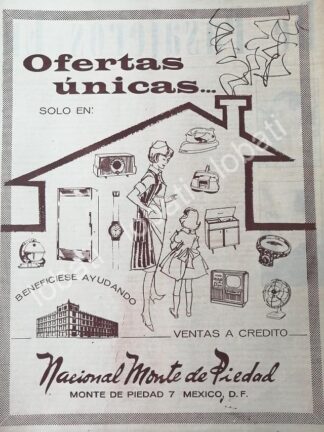 Ofertas
únicas...
SOLO EN:
BENEFICIESE AYUDANDO
VENTAS A CREDITO
Nacional Monte de Piedad
MONTE DE PIEDAD 7 MEXICO, D. F.